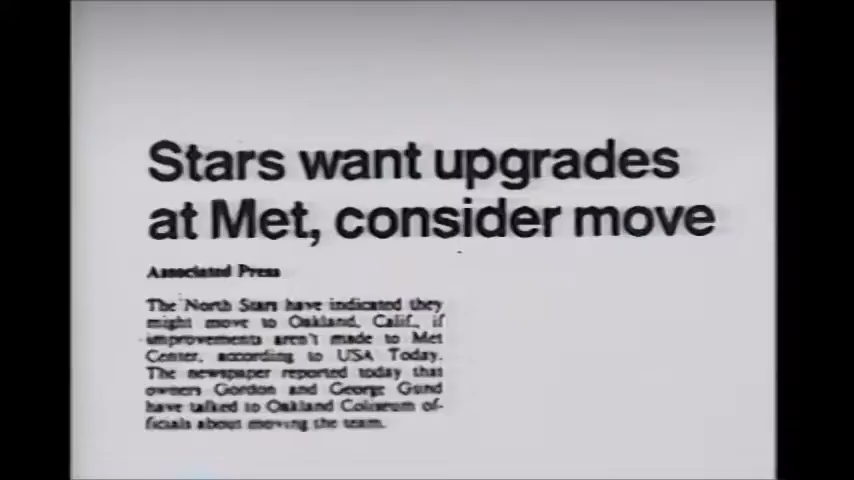 Stars want upgrades
at Met, consider move
Associated Press
The North Stars have indicated they
might move to Oakland, Calif., if
improvements aren't made to Met
Center, according to USA Today.
The newspaper reported today that
owners Gordon and George Gund
have talked to Oakland Coliseum of-
ficials about moving the team.